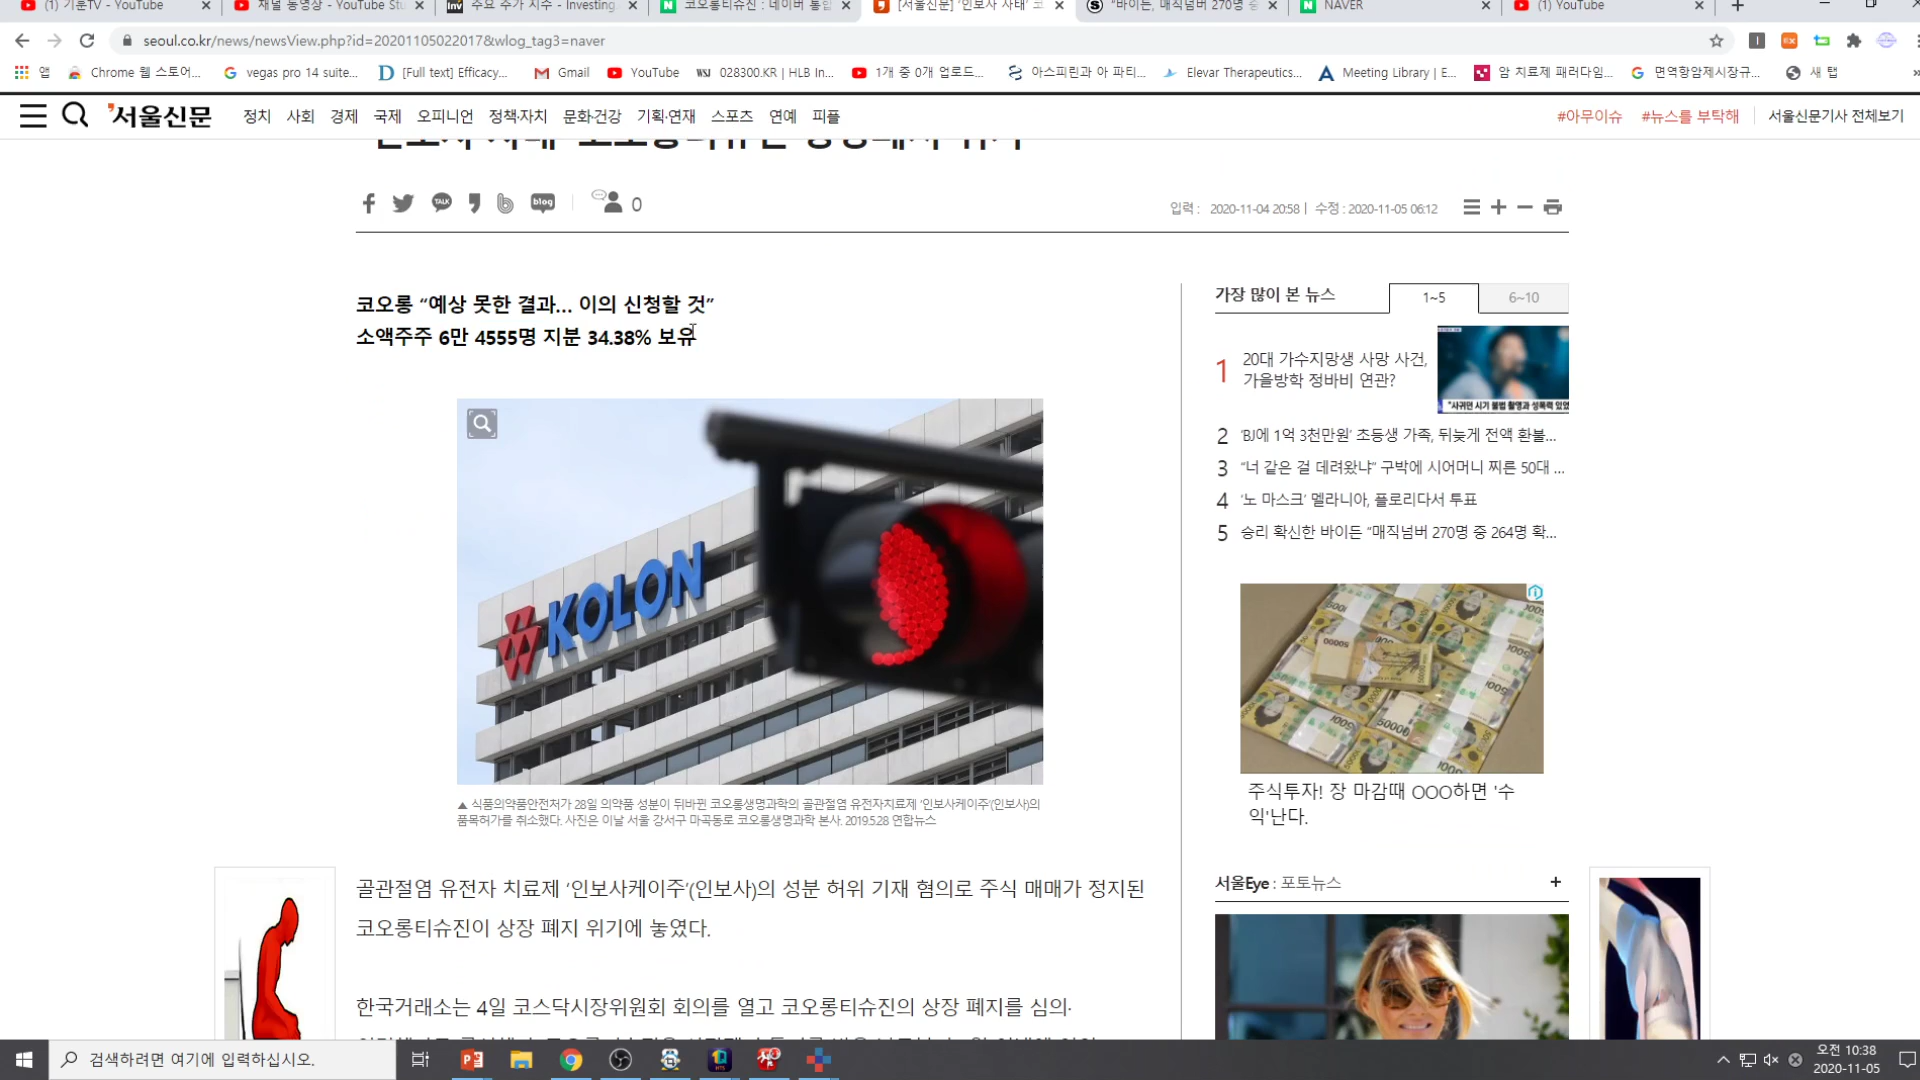 (1) 기훈TV - YouTube
채널 동영상 - YouTube Stu
주요 주가 지수 - Investing.
코오롱티슈진 : 네이버 통합
[서울신문] '인보사 사태' 코
"바이든, 매직넘버 270명 중
NAVER
(1) YouTube
seoul.co.kr/news/newsView.php?id=20201105022017&wlog_tag3=naver
앱
Chrome 웹 스토어...
vegas pro 14 suite...
[Full text] Efficacy...
Gmail
YouTube
028300.KR | HLB In...
1개 중 0개 업로드...
아스피린과 아 파티...
Elevar Therapeutics...
Meeting Library | E...
암 치료제 패러다임...
면역항암제시장규...
새 탭
서울신문
정치 사회 경제 국제 오피니언 정책·자치 문화·건강 기획·연재 스포츠 연예 피플
#아무이슈 #뉴스를 부탁해 서울신문기사 전체보기
TALK
blog
0
입력 : 2020-11-04 20:58 | 수정 : 2020-11-05 06:12
코오롱 “예상 못한 결과... 이의 신청할 것”
소액주주 6만 4555명 지분 34.38% 보유
KOLON
▲ 식품의약품안전처가 28일 의약품 성분이 뒤바뀐 코오롱생명과학의 골관절염 유전자치료제 ‘인보사케이주’(인보사)의
품목허가를 취소했다. 사진은 이날 서울 강서구 마곡동로 코오롱생명과학 본사. 2019.5.28 연합뉴스
골관절염 유전자 치료제 ‘인보사케이주’(인보사)의 성분 허위 기재 혐의로 주식 매매가 정지된
코오롱티슈진이 상장 폐지 위기에 놓였다.
한국거래소는 4일 코스닥시장위원회 회의를 열고 코오롱티슈진의 상장 폐지를 심의·
가장 많이 본 뉴스
1~5
6~10
1 20대 가수지망생 사망 사건,
가을방학 정바비 연관?
“사귀던 시기 불법 촬영과 성폭력 있었
2 ‘BJ에 1억 3천만원’ 초등생 가족, 뒤늦게 전액 환불...
3 “너 같은 걸 데려왔냐” 구박에 시어머니 찌른 50대 ...
4 ‘노 마스크’ 멜라니아, 플로리다서 투표
5 승리 확신한 바이든 “매직넘버 270명 중 264명 확...
주식투자! 장 마감때 OOO하면 '수
익'난다.
서울Eye : 포토뉴스
+
검색하려면 여기에 입력하십시오.
오전 10:38
2020-11-05